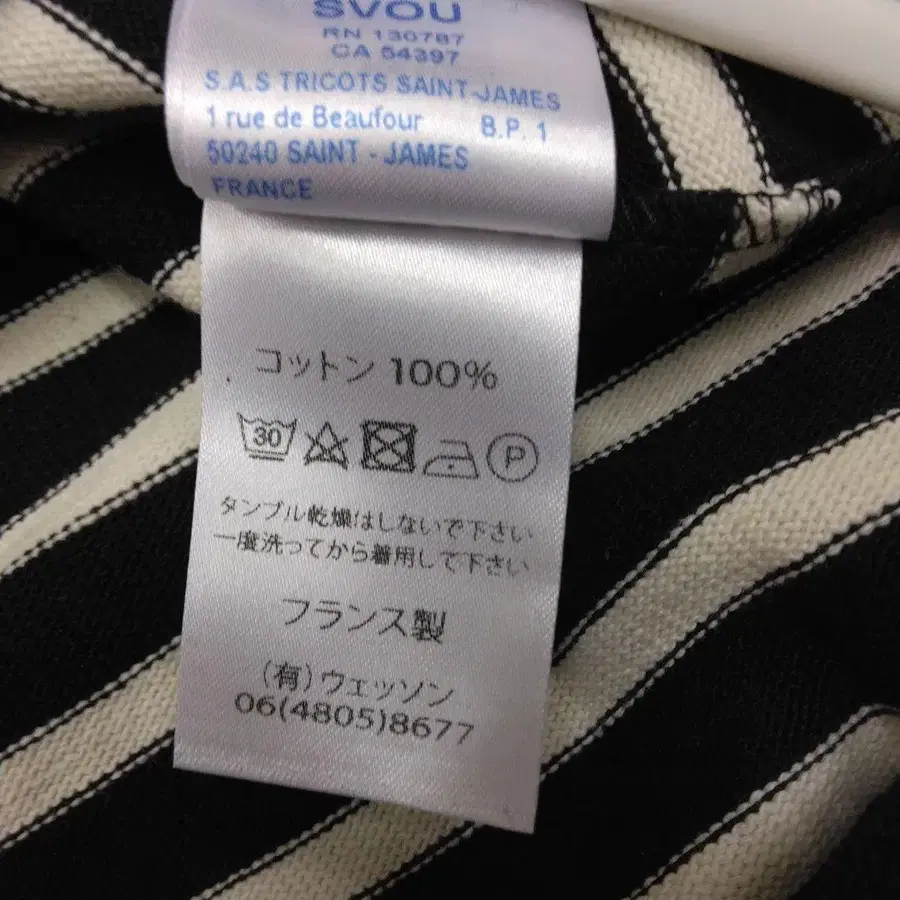 SVOU
RN 130787
CA 54397
S.A.S TRICOTS SAINT-JAMES
1 rue de Beaufour B.P. 1
50240 SAINT - JAMES
FRANCE
コットン 100%
30 P
タンブル乾燥はしないで下さい
一度洗ってから着用して下さい
フランス製
(有)ウェッソン
06(4805)8677